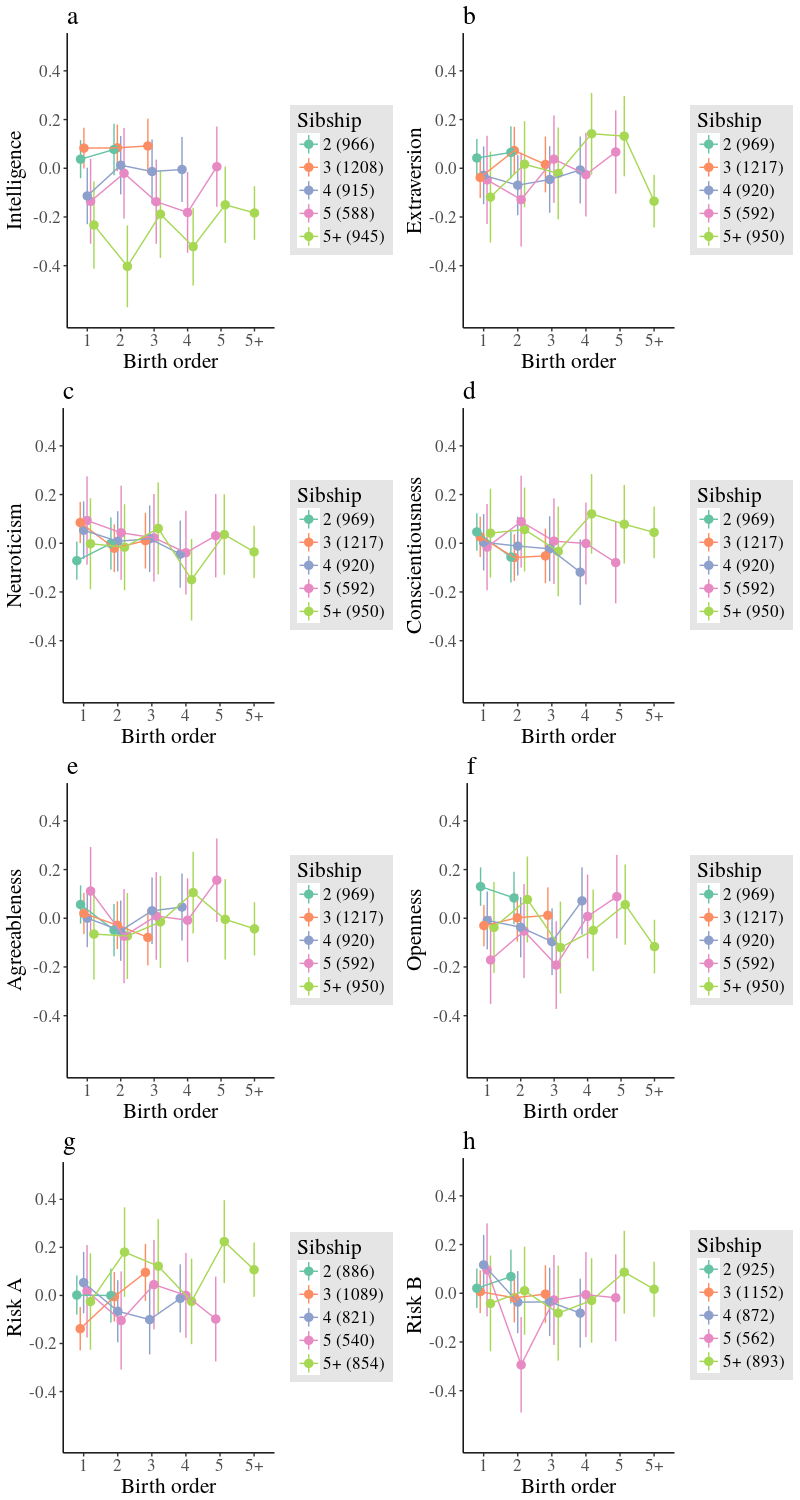 a
0.4
0.2
0.0
-0.2
-0.4
Intelligence
1 2 3 4 5 5+
Birth order
Sibship
2 (966)
3 (1208)
4 (915)
5 (588)
5+ (945)
b
0.4
0.2
0.0
-0.2
-0.4
Extraversion
1 2 3 4 5 5+
Birth order
Sibship
2 (969)
3 (1217)
4 (920)
5 (592)
5+ (950)
c
0.4
0.2
0.0
-0.2
-0.4
Neuroticism
1 2 3 4 5 5+
Birth order
Sibship
2 (969)
3 (1217)
4 (920)
5 (592)
5+ (950)
d
0.4
0.2
0.0
-0.2
-0.4
Conscientiousness
1 2 3 4 5 5+
Birth order
Sibship
2 (969)
3 (1217)
4 (920)
5 (592)
5+ (950)
e
0.4
0.2
0.0
-0.2
-0.4
Agreeableness
1 2 3 4 5 5+
Birth order
Sibship
2 (969)
3 (1217)
4 (920)
5 (592)
5+ (950)
f
0.4
0.2
0.0
-0.2
-0.4
Openness
1 2 3 4 5 5+
Birth order
Sibship
2 (969)
3 (1217)
4 (920)
5 (592)
5+ (950)
g
0.4
0.2
0.0
-0.2
-0.4
Risk A
1 2 3 4 5 5+
Birth order
Sibship
2 (886)
3 (1089)
4 (821)
5 (540)
5+ (854)
h
0.4
0.2
0.0
-0.2
-0.4
Risk B
1 2 3 4 5 5+
Birth order
Sibship
2 (925)
3 (1152)
4 (872)
5 (562)
5+ (893)